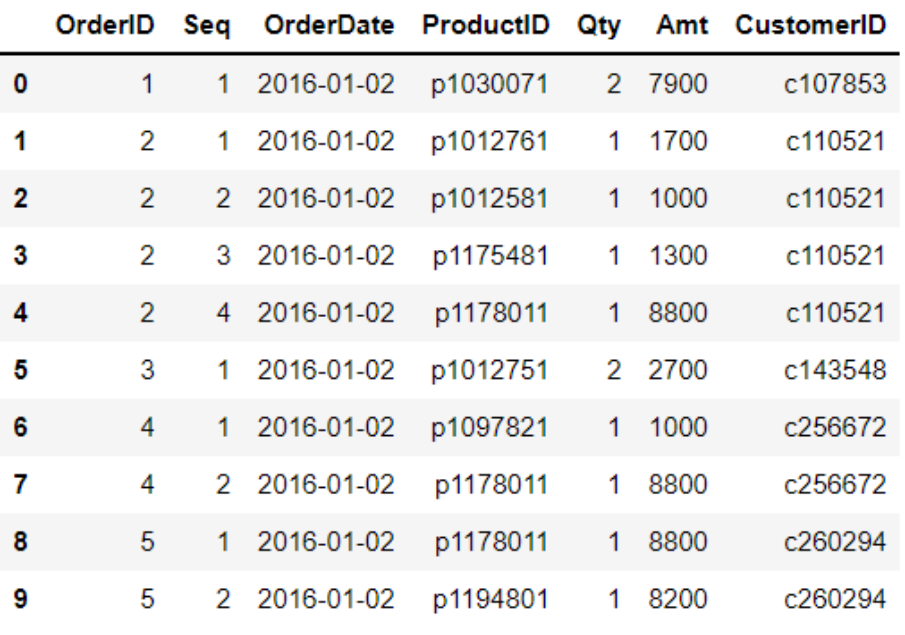 OrderID Seq OrderDate ProductID Qty Amt CustomerID
0 1 1 2016-01-02 p1030071 2 7900 c107853
1 2 1 2016-01-02 p1012761 1 1700 c110521
2 2 2 2016-01-02 p1012581 1 1000 c110521
3 2 3 2016-01-02 p1175481 1 1300 c110521
4 2 4 2016-01-02 p1178011 1 8800 c110521
5 3 1 2016-01-02 p1012751 2 2700 c143548
6 4 1 2016-01-02 p1097821 1 1000 c256672
7 4 2 2016-01-02 p1178011 1 8800 c256672
8 5 1 2016-01-02 p1178011 1 8800 c260294
9 5 2 2016-01-02 p1194801 1 8200 c260294